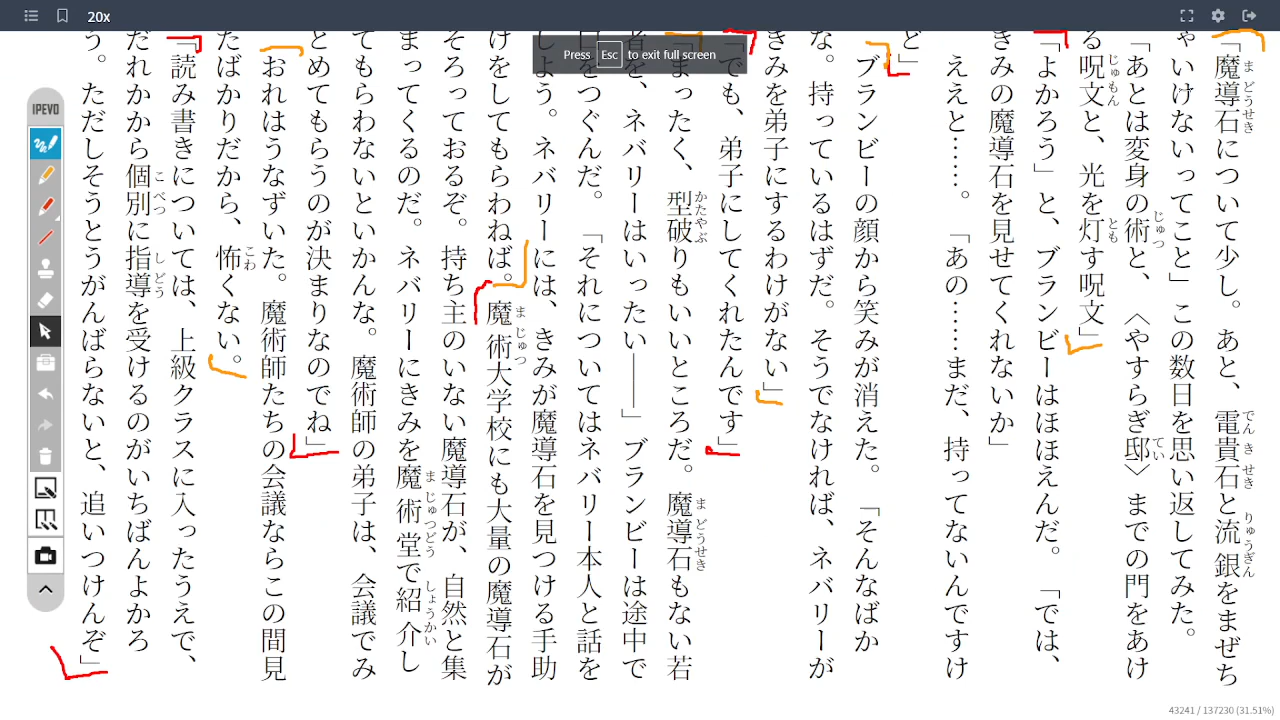 20x
Press Esc to exit full screen
IPEVO
「魔導石について少し。あと、電貴石と流銀をまぜち
ゃいけないってこと」この数日を思い返してみた。
「あとは変身の術と、〈やすらぎ邸〉までの門をあけ
る呪文と、光を灯す呪文」
「よかろう」と、ブランビーはほほえんだ。「では、
きみの魔導石を見せてくれないか」
ええと……。「あの……まだ、持ってないんですけ
ど」
ブランビーの顔から笑みが消えた。「そんなばか
な。持っているはずだ。そうでなければ、ネバリーが
きみを弟子にするわけがない」
「でも、弟子にしてくれたんです」
「まったく、型破りもいいところだ。魔導石もない若
者を、ネバリーはいったい――」ブランビーは途中で
口をつぐんだ。「それについてはネバリー本人と話を
しよう。ネバリーには、きみが魔導石を見つける手助
けをしてもらわねば。魔術大学校にも大量の魔導石が
そろっておるぞ。持ち主のいない魔導石が、自然と集
まってくるのだ。ネバリーにきみを魔術堂で紹介し
てもらわないといかんな。魔術師の弟子は、会議でみ
とめてもらうのが決まりなのでね」
おれはうなずいた。魔術師たちの会議ならこの間見
たばかりだから、怖くない。
「読み書きについては、上級クラスに入ったうえで、
だれかから個別に指導を受けるのがいちばんよかろ
う。ただしそうとうがんばらないと、追いつけんぞ」
43241 / 137230 (31.51%)